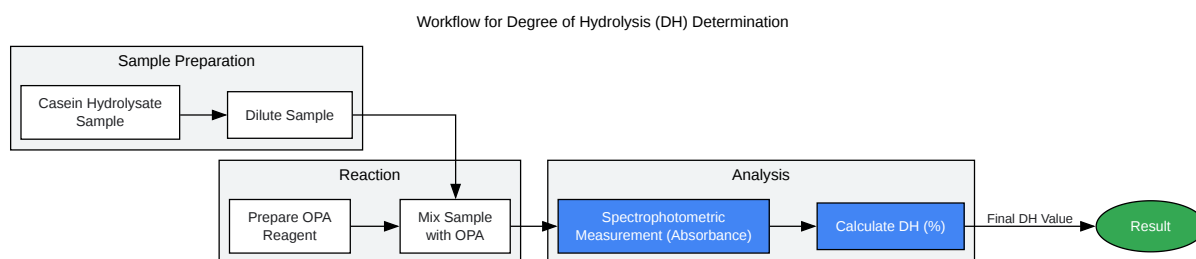 Workflow for Degree of Hydrolysis (DH) Determination
Sample Preparation
Casein Hydrolysate
Sample
Dilute Sample
Reaction
Prepare OPA
Reagent
Mix Sample
with OPA
Analysis
Spectrophotometric
Measurement (Absorbance)
Calculate DH (%)
Final DH Value
Result